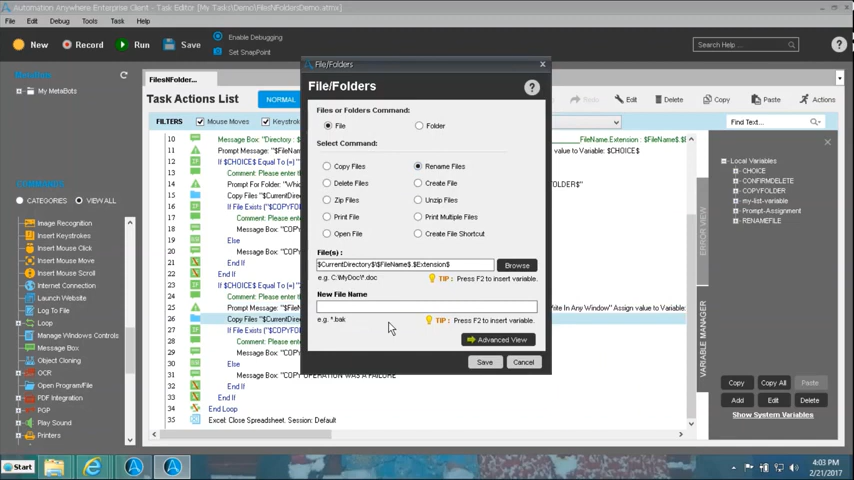 Automation Anywhere Enterprise Client - Task Editor [My Tasks\Demo\FilesNFoldersDemo.atmx]
File Edit Debug Tools Task Help
New Record Run Save
Enable Debugging
Set SnapPoint
Search Help ...
MetaBots
My MetaBots
COMMANDS
CATEGORIES VIEW ALL
Image Recognition
Insert Keystrokes
Insert Mouse Click
Insert Mouse Move
Insert Mouse Scroll
Internet Connection
Launch Website
Log To File
Loop
Manage Windows Controls
Message Box
Object Cloning
OCR
Open Program/File
PDF Integration
PGP
Play Sound
Printers
FilesNFolder...
Task Actions List
NORMAL
Edit Delete Copy Paste Actions
FILTERS Mouse Moves Keystrok
Find Text...
10 Message Box: "Directory : $
FileName.Extension : $FileName$.$
11 Prompt Message: "$FileNam
value to Variable: $CHOICE$
12 If $CHOICE$ Equal To (=) "
13 Comment: Please enter
14 Prompt For Folder: "Whic
FOLDER$"
15 Copy Files "$CurrentDirec
16 If File Exists ("$COPYFOL
17 Comment: Please ente
18 Message Box: "COPY O
19 Else
20 Comment: Please ente
21 Message Box: "COPY O
22 End If
23 End If
24 If $CHOICE$ Equal To (=) "
25 Prompt Message: "$FileN
Write In Any Window" Assign value to Variable: $CO
26 Copy Files "$CurrentDirec
27 If File Exists ("$COPYFOL
28 Comment: Please ente
29 Message Box: "COPY O
30 Else
31 Message Box: "COPY OPERATION WAS A FAILURE
32 End If
33 End If
34 End Loop
35 Excel: Close Spreadsheet. Session: Default
File/Folders
File/Folders
Files or Folders Command:
File Folder
Select Command:
Copy Files Rename Files
Delete Files Create File
Zip Files Unzip Files
Print File Print Multiple Files
Open File Create File Shortcut
File(s) :
$CurrentDirectory$\$FileName$.$Extension$ Browse
e.g. C:\MyDoc\*.doc TIP : Press F2 to insert variable.
New File Name
e.g. *.bak TIP : Press F2 to insert variable.
Advanced View
Save Cancel
ERROR VIEW
VARIABLE MANAGER
Local Variables
CHOICE
CONFIRMDELETE
COPYFOLDER
my-list-variable
Prompt-Assignment
$DUMMY
Copy Copy All Paste
Add Edit Delete
Show System Variables
Start
4:03 PM
2/21/2017